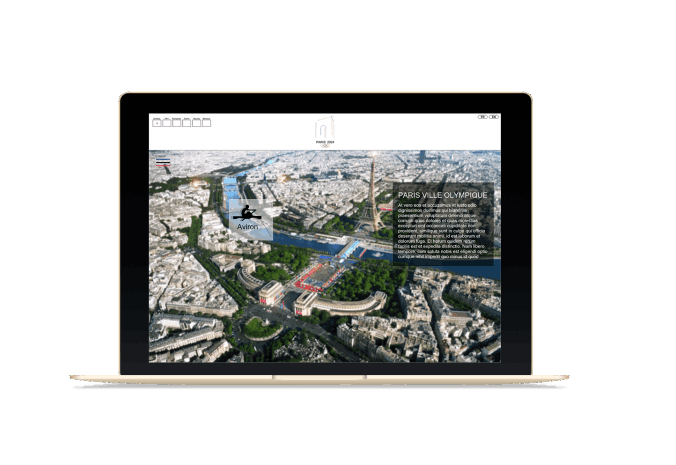 FR EN
PARIS 2024
PARIS VILLE OLYMPIQUE
At vero eos et accusamus et iusto odio
dignissimos ducimus qui blanditiis
praesentium voluptatum deleniti atque
corrupti quos dolores et quas molestias
excepturi sint occaecati cupiditate non
provident, similique sunt in culpa qui officia
deserunt mollitia animi, id est laborum et
dolorum fuga. Et harum quidem rerum
facilis est et expedita distinctio. Nam libero
tempore, cum soluta nobis est eligendi optio
cumque nihil impedit quo minus id quod
Aviron